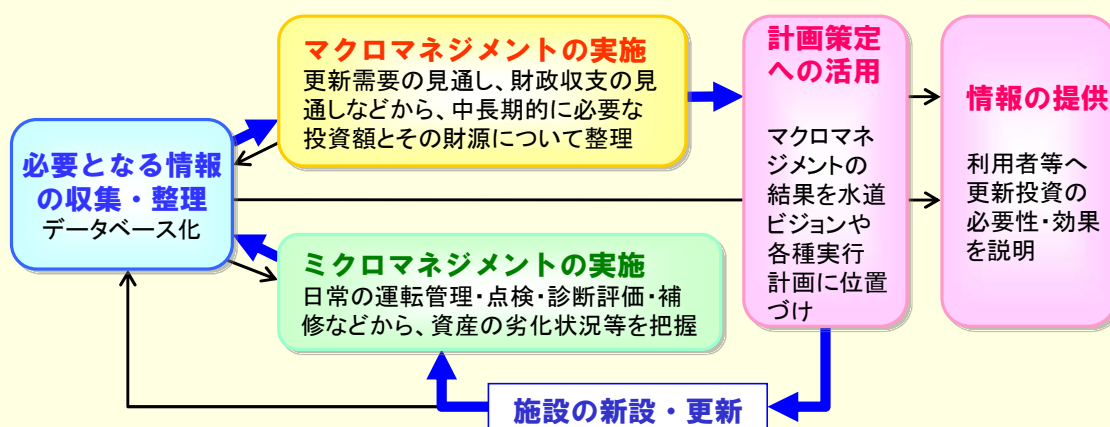 マクロマネジメントの実施
更新需要の見通し、財政収支の見
通しなどから、中長期的に必要な
投資額とその財源について整理
計画策定
への活用
マクロマネ
ジメントの
結果を水道
ビジョンや
各種実行
計画に位置
づけ
情報の提供
利用者等へ
更新投資の
必要性・効果
を説明
必要となる情報
の収集・整理
データベース化
ミクロマネジメントの実施
日常の運転管理・点検・診断評価・補
修などから、資産の劣化状況等を把握
施設の新設・更新